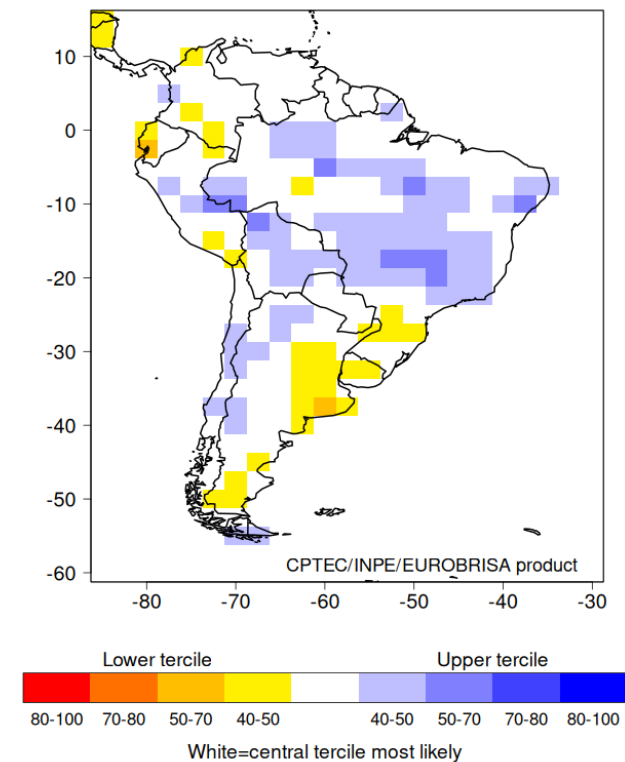 10
0
-10
-20
-30
-40
-50
-60
CPTEC/INPE/EUROBRISA product
-80 -70 -60 -50 -40 -30
Lower tercile Upper tercile
80-100 70-80 50-70 40-50 40-50 50-70 70-80 80-100
White=central tercile most likely